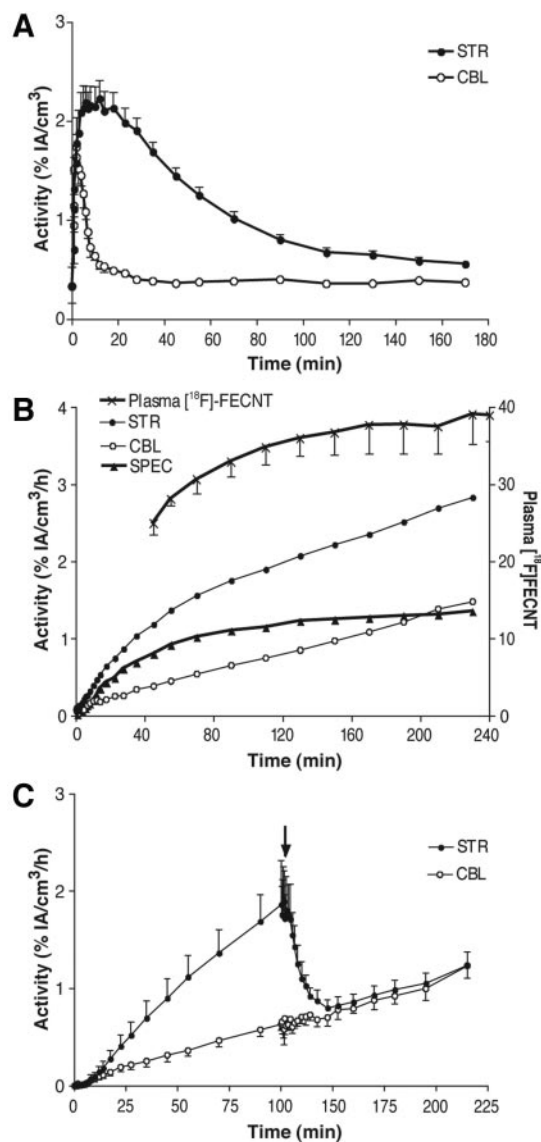 A
3
2
1
0
Activity (% IA/cm³)
STR
CBL
0 20 40 60 80 100 120 140 160 180
Time (min)
B
4
3
2
1
0
Activity (% IA/cm³/h)
Plasma [¹⁸F]-FECNT
STR
CBL
SPEC
40
30
20
10
0
Plasma [¹⁸F]FECNT
0 40 80 120 160 200 240
Time (min)
C
3
2
1
0
Activity (% IA/cm³/h)
STR
CBL
0 25 50 75 100 125 150 175 200 225
Time (min)